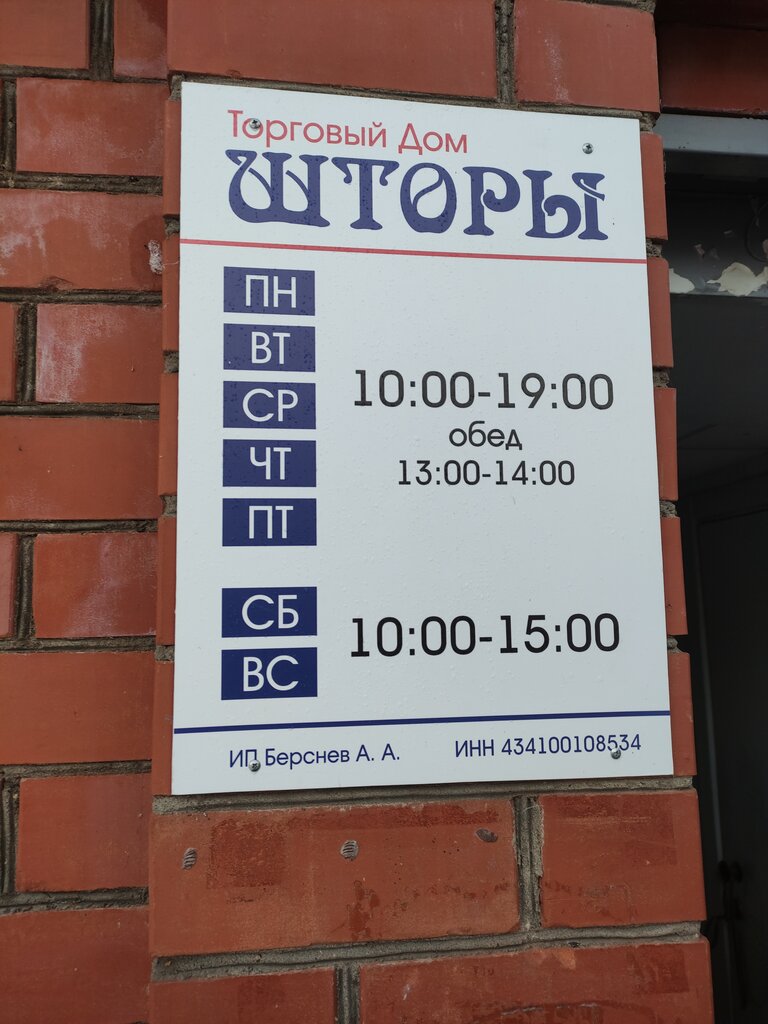 Торговый Дом
ШТОРЫ
ПН
ВТ
СР
ЧТ
ПТ
10:00-19:00
обед
13:00-14:00
СБ
ВС
10:00-15:00
ИП Берснев А. А.
ИНН 434100108534